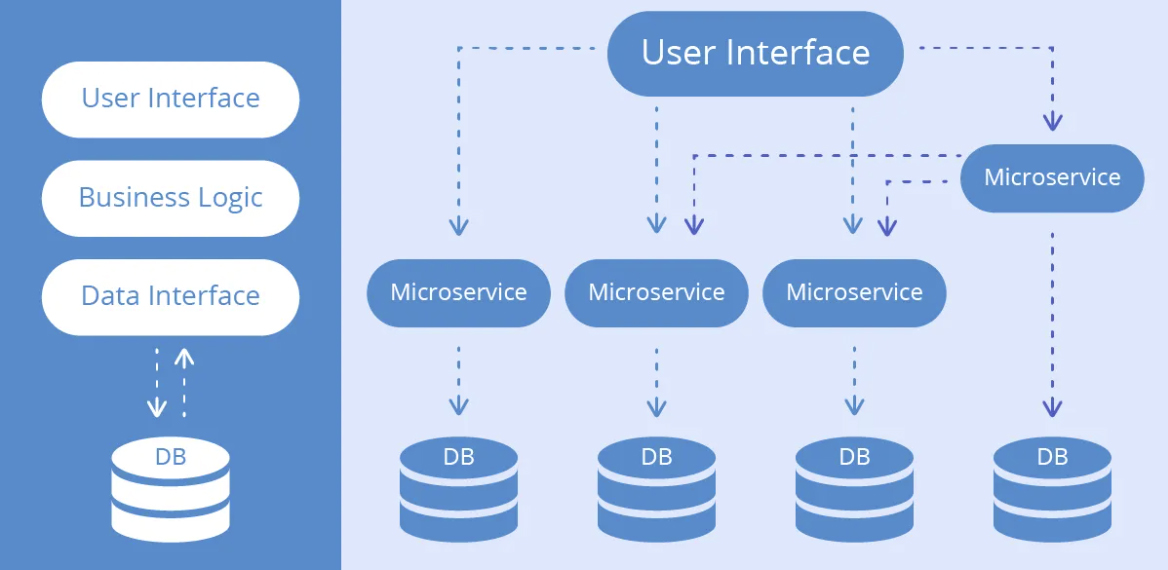 User Interface
Business Logic
Data Interface
DB
User Interface
Microservice
Microservice
Microservice
Microservice
DB
DB
DB
DB